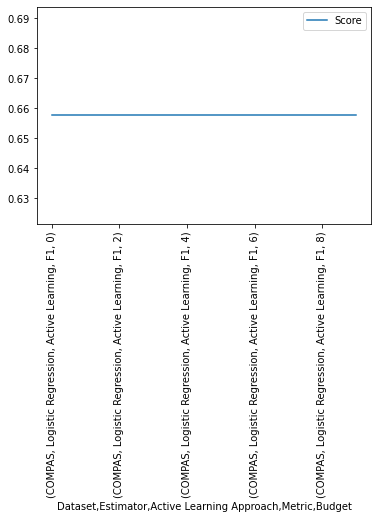 0.69
0.68
0.67
0.66
0.65
0.64
0.63
Score
(COMPAS, Logistic Regression, Active Learning, F1, 0)
(COMPAS, Logistic Regression, Active Learning, F1, 2)
(COMPAS, Logistic Regression, Active Learning, F1, 4)
(COMPAS, Logistic Regression, Active Learning, F1, 6)
(COMPAS, Logistic Regression, Active Learning, F1, 8)
Dataset,Estimator,Active Learning Approach,Metric,Budget